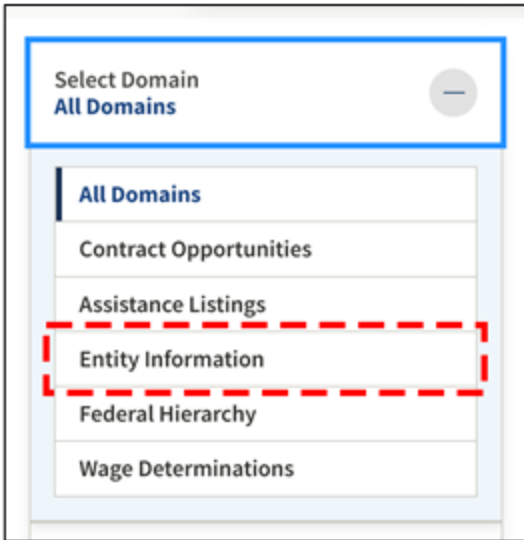 Select Domain
All Domains
All Domains
Contract Opportunities
Assistance Listings
Entity Information
Federal Hierarchy
Wage Determinations